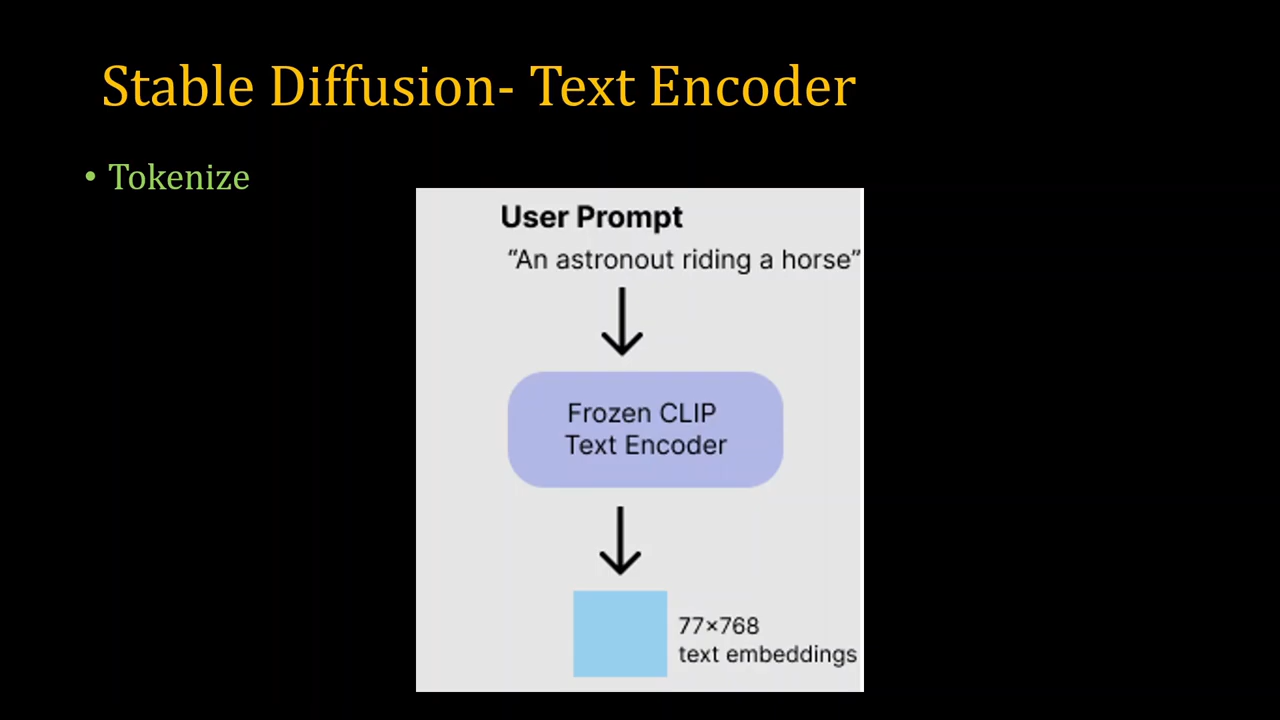 Stable Diffusion- Text Encoder
• Tokenize
User Prompt
“An astronout riding a horse”
Frozen CLIP
Text Encoder
77×768
text embeddings